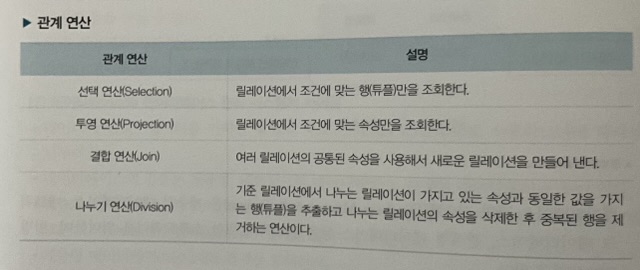 ▶ 관계 연산
관계 연산 설명
선택 연산(Selection) 릴레이션에서 조건에 맞는 행(튜플)만을 조회한다.
투영 연산(Projection) 릴레이션에서 조건에 맞는 속성만을 조회한다.
결합 연산(Join) 여러 릴레이션의 공통된 속성을 사용해서 새로운 릴레이션을 만들어 낸다.
나누기 연산(Division) 기준 릴레이션에서 나누는 릴레이션이 가지고 있는 속성과 동일한 값을 가지
는 행(튜플)을 추출하고 나누는 릴레이션의 속성을 삭제한 후 중복된 행을 제
거하는 연산이다.